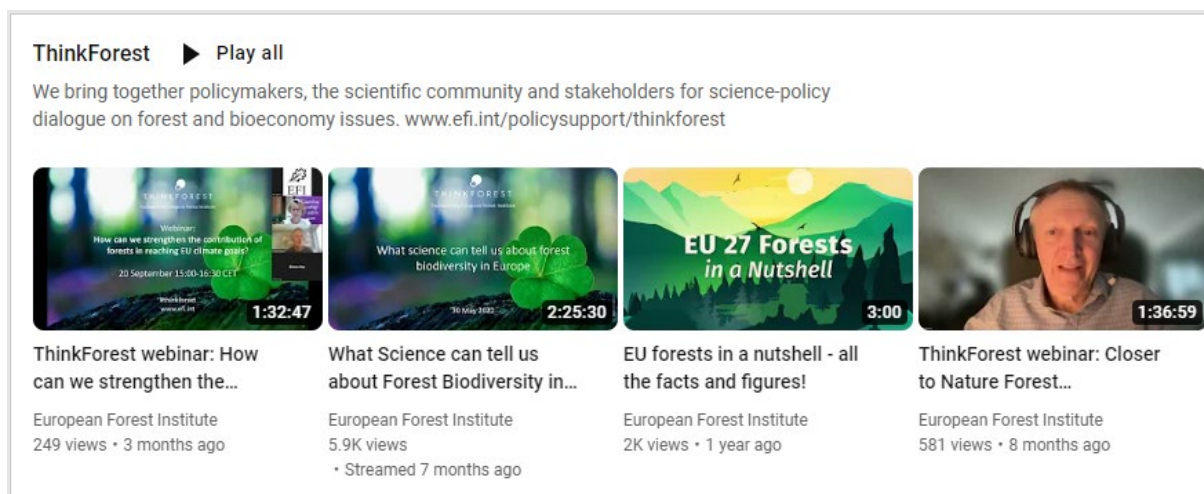 ThinkForest ▶ Play all
We bring together policymakers, the scientific community and stakeholders for science-policy
dialogue on forest and bioeconomy issues. www.efi.int/policysupport/thinkforest
THINKFOREST
EFI
Webinar:
How can we strengthen the contribution of
forests in reaching EU climate goals?
20 September 15:00-16:30 CET
#thinkforest
www.efi.int
1:32:47
THINKFOREST
What science can tell us about forest
biodiversity in Europe
30 May 2022
2:25:30
EU 27 Forests
in a Nutshell
3:00
1:36:59
ThinkForest webinar: How
can we strengthen the...
European Forest Institute
249 views • 3 months ago
What Science can tell us
about Forest Biodiversity in...
European Forest Institute
5.9K views
• Streamed 7 months ago
EU forests in a nutshell - all
the facts and figures!
European Forest Institute
2K views • 1 year ago
ThinkForest webinar: Closer
to Nature Forest...
European Forest Institute
581 views • 8 months ago